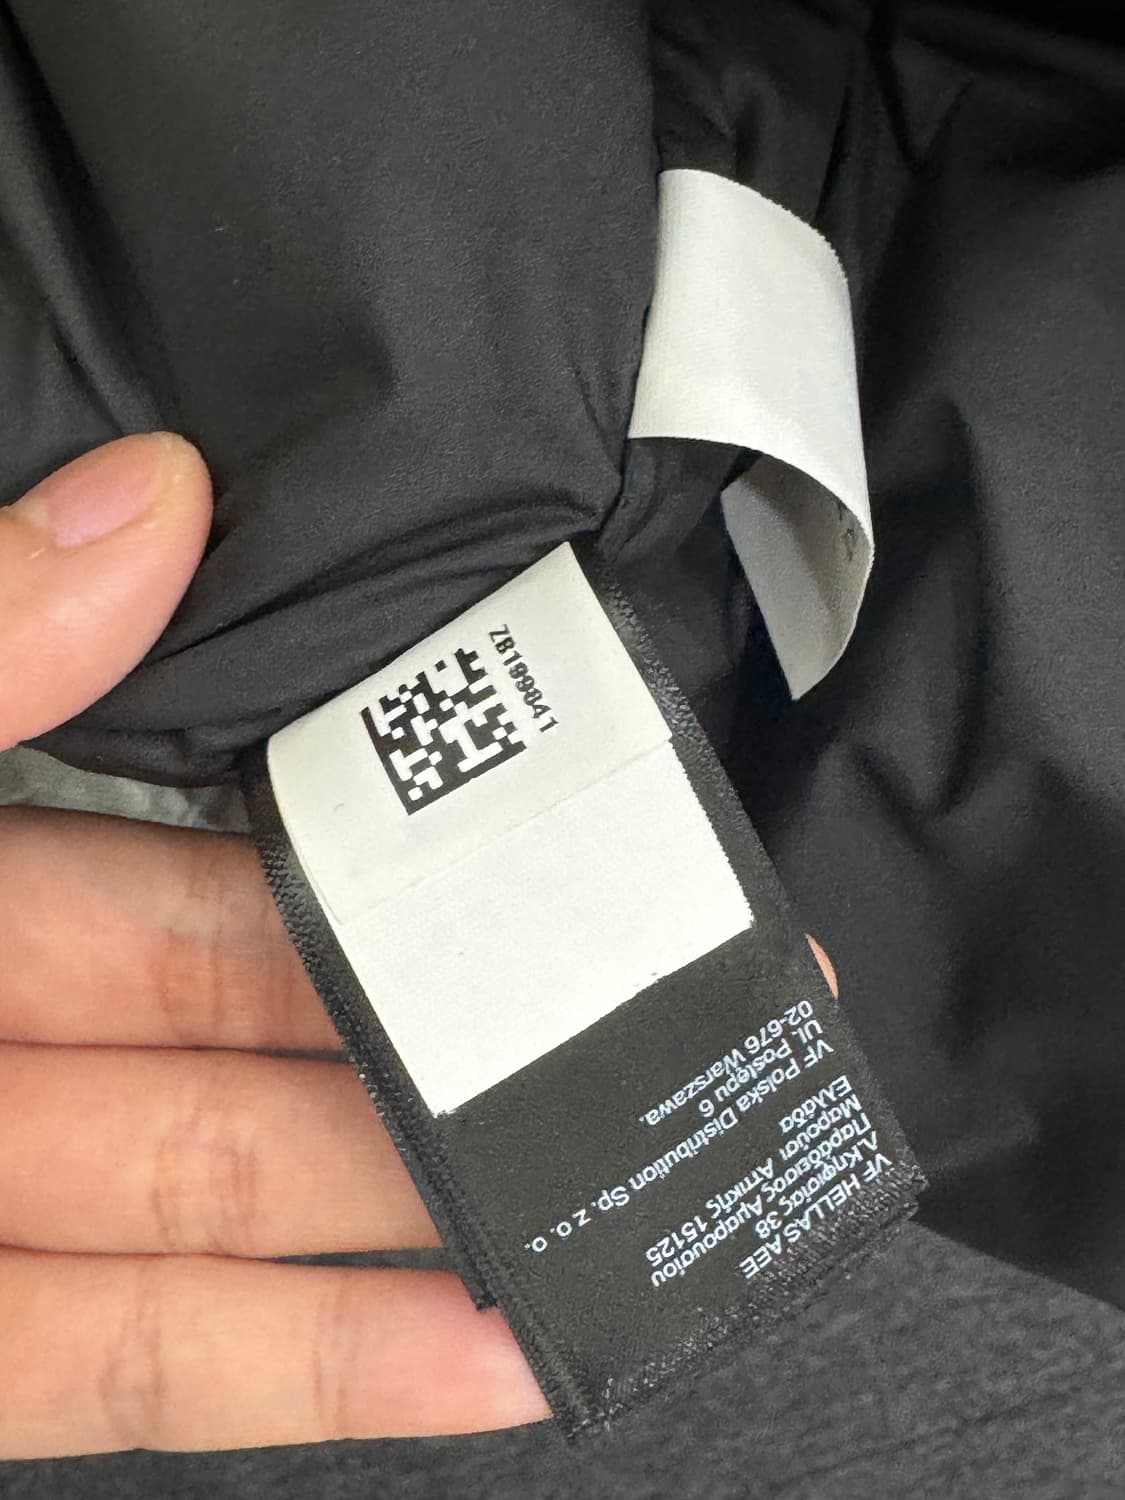 ZB199841
VF HELLAS AEE
Λ. Κηφισίας 38
Παράδεισος Αμαρουσίου
Μαρούσι Αττικής 15125
Ελλάδα
VF Polska Distribution Sp. z o. o.
Ul. Postępu 6
02-676 Warszawa.